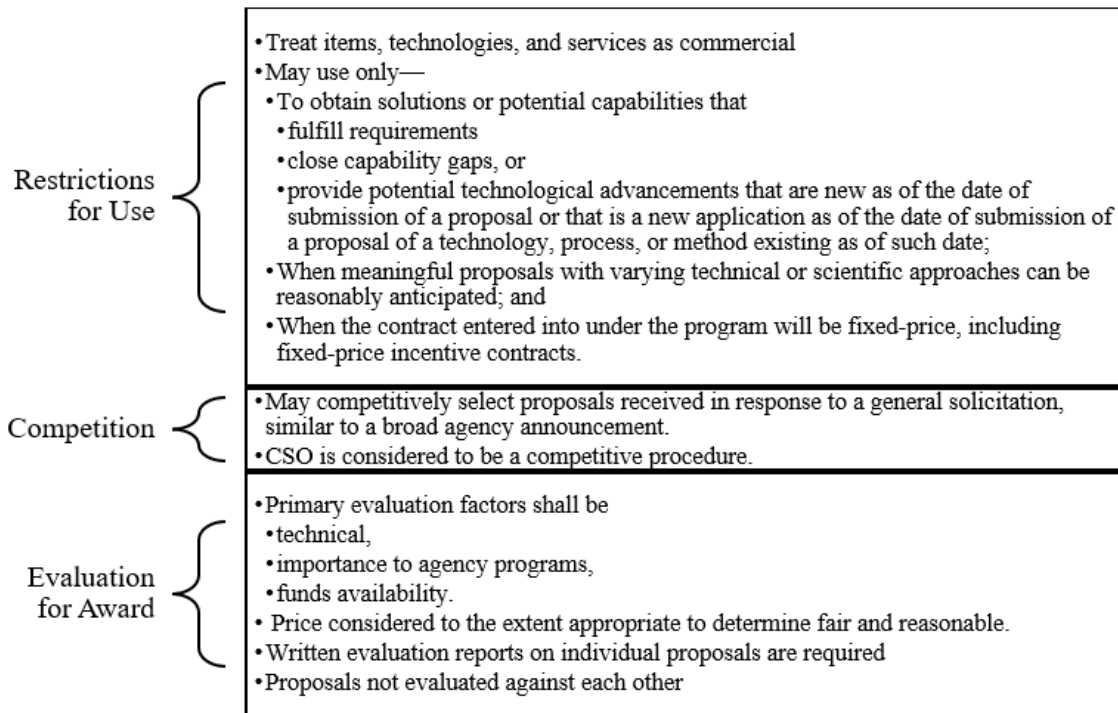 Restrictions
for Use
•Treat items, technologies, and services as commercial
•May use only—
•To obtain solutions or potential capabilities that
•fulfill requirements
•close capability gaps, or
•provide potential technological advancements that are new as of the date of
submission of a proposal or that is a new application as of the date of submission of
a proposal of a technology, process, or method existing as of such date;
•When meaningful proposals with varying technical or scientific approaches can be
reasonably anticipated; and
•When the contract entered into under the program will be fixed-price, including
fixed-price incentive contracts.
Competition
•May competitively select proposals received in response to a general solicitation,
similar to a broad agency announcement.
•CSO is considered to be a competitive procedure.
Evaluation
for Award
•Primary evaluation factors shall be
•technical,
•importance to agency programs,
•funds availability.
• Price considered to the extent appropriate to determine fair and reasonable.
•Written evaluation reports on individual proposals are required
•Proposals not evaluated against each other